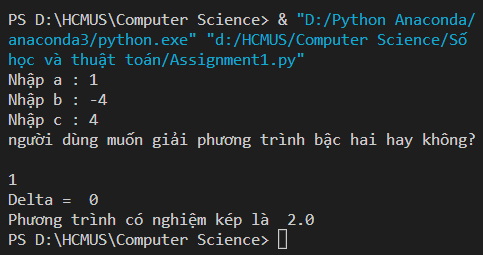 PS D:\HCMUS\Computer Science> & "D:/Python Anaconda/
anaconda3/python.exe" "d:/HCMUS/Computer Science/Số
học và thuật toán/Assignment1.py"
Nhập a : 1
Nhập b : -4
Nhập c : 4
người dùng muốn giải phương trình bậc hai hay không?
1
Delta =  0
Phương trình có nghiệm kép là  2.0
PS D:\HCMUS\Computer Science>